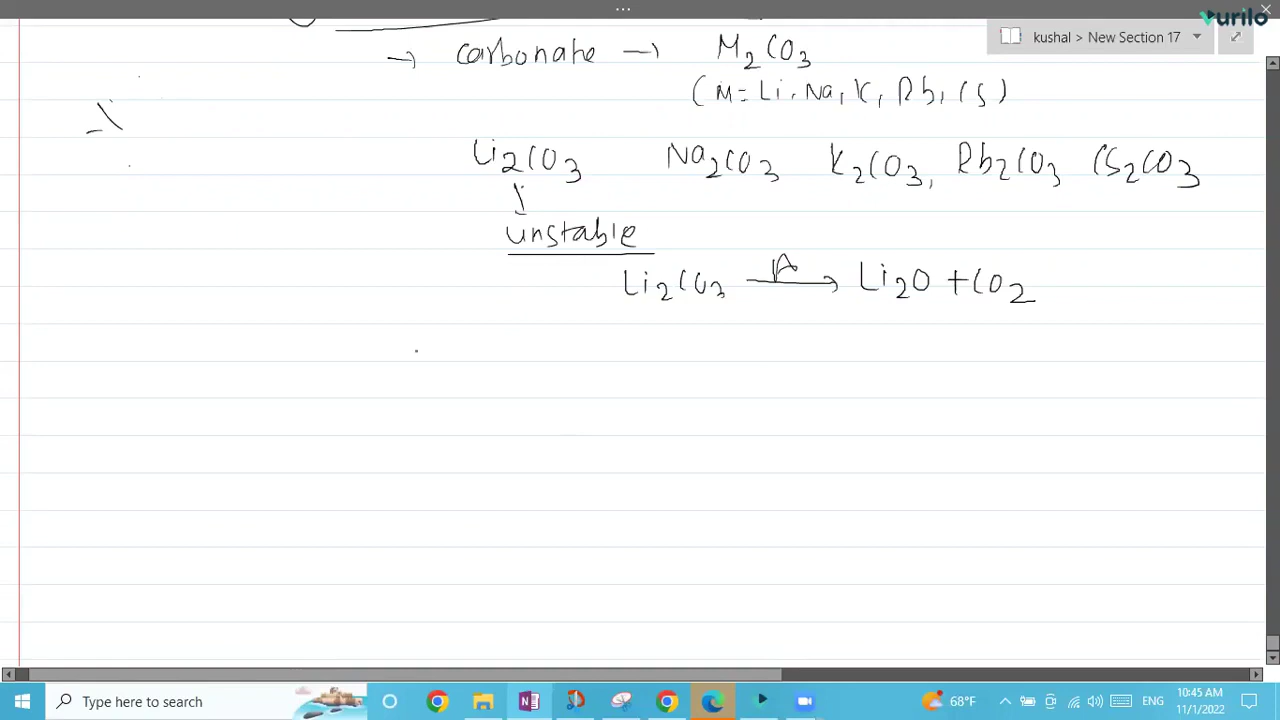 ...
yurilo
kushal > New Section 17
→ carbonate → M2CO3
(M= Li, Na, K, Rb, Cs)
Li2CO3 Na2CO3 K2CO3, Rb2CO3 Cs2CO3
unstable
Li2CO3 Δ→ Li2O + CO2
Type here to search
68°F ENG 10:45 AM
11/1/2022